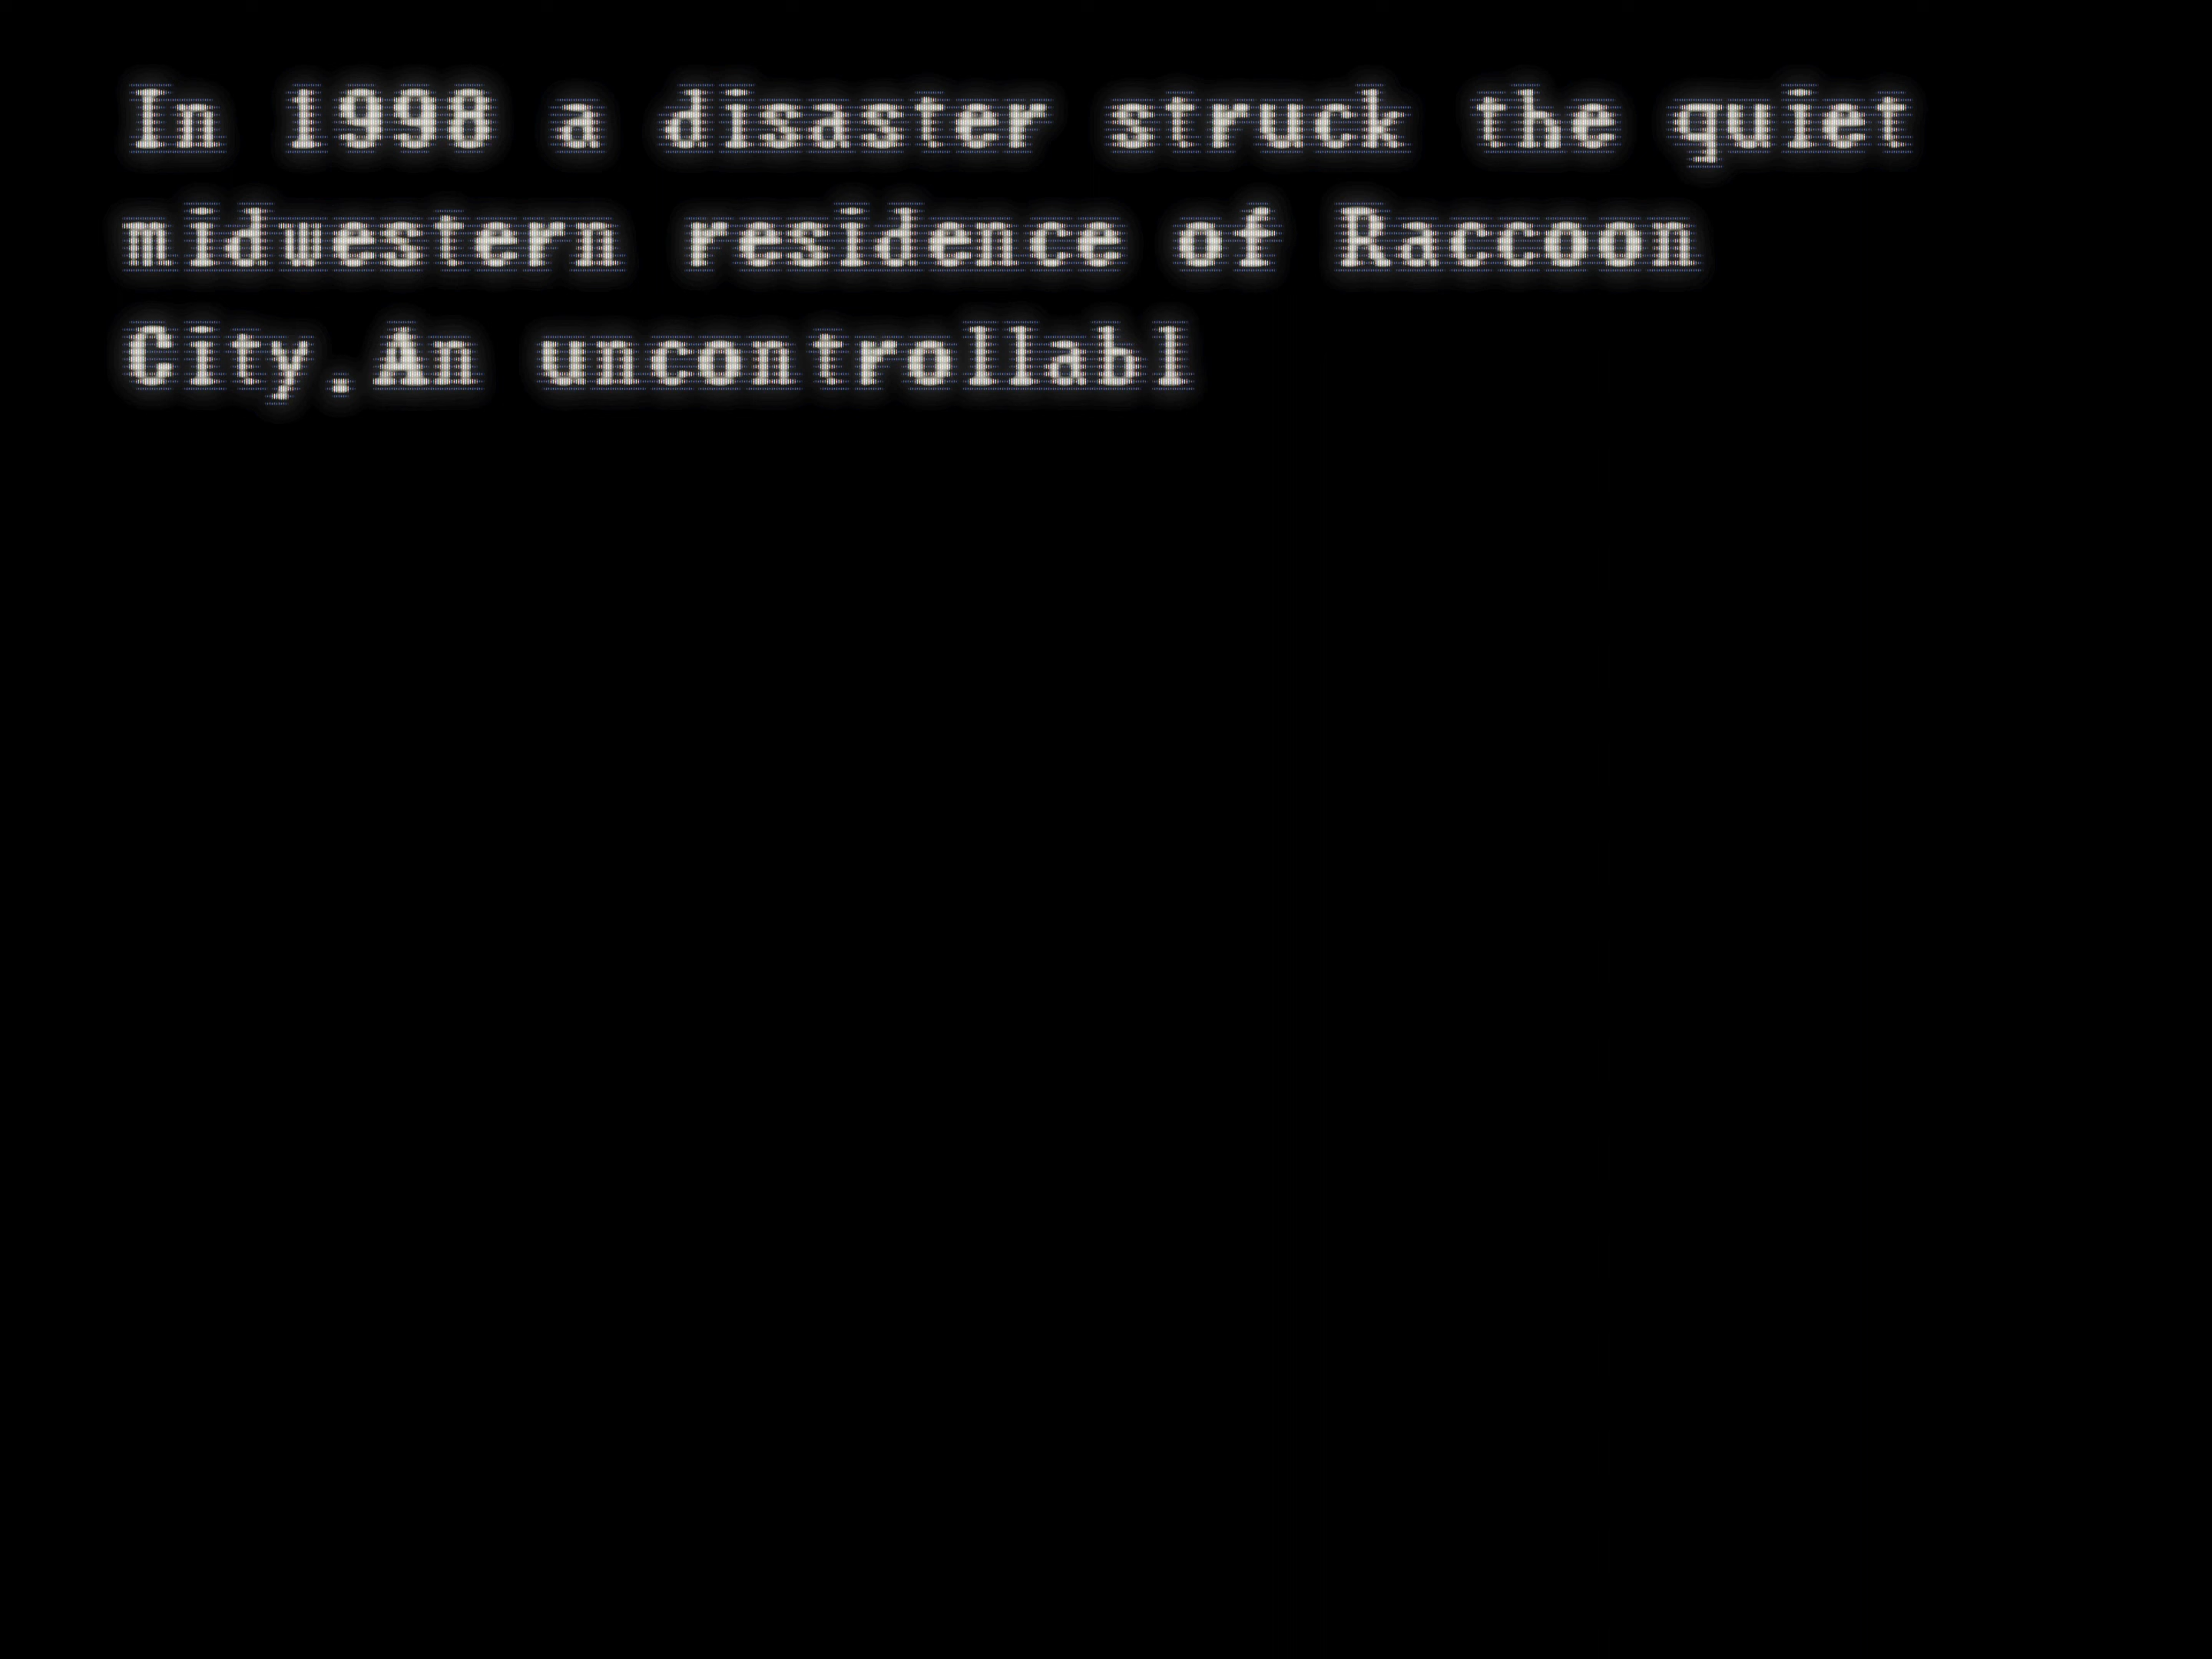 In 1998 a disaster struck the quiet
midwestern residence of Raccoon
City.An uncontrollabl